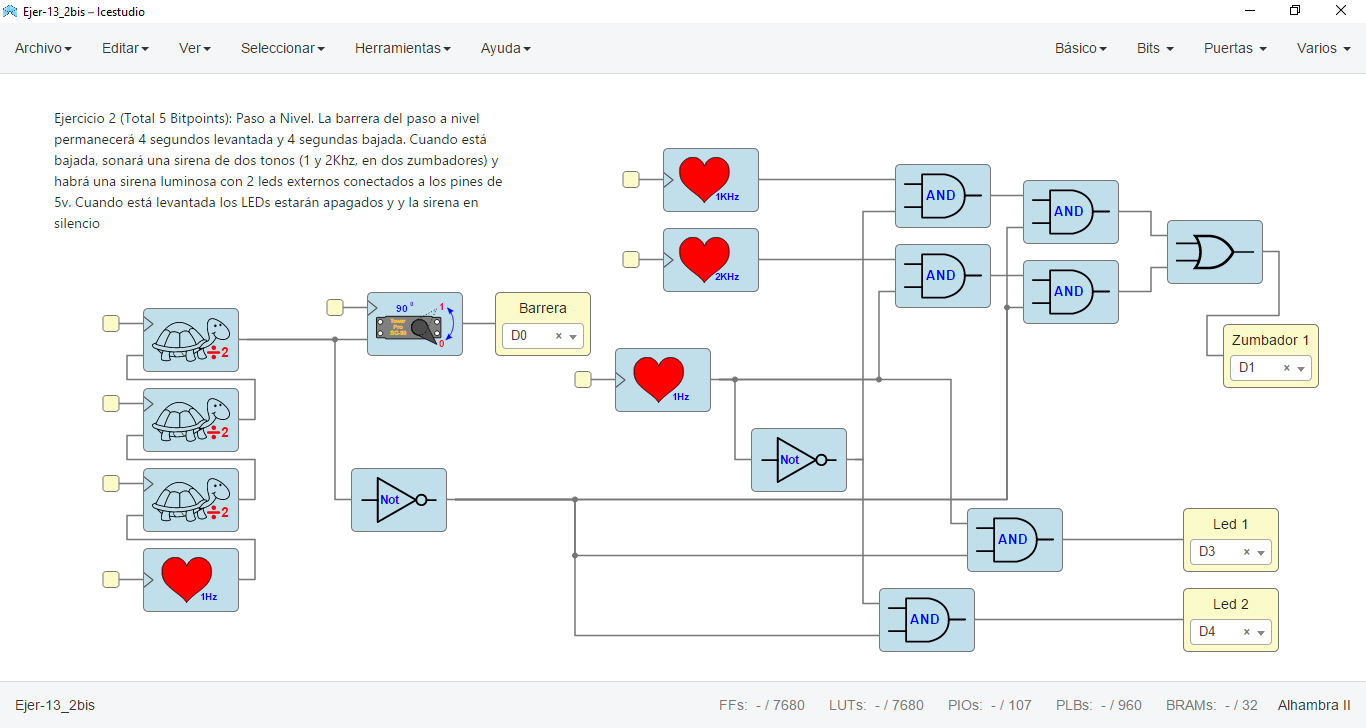 Ejer-13_2bis – Icestudio
Archivo Editar Ver Seleccionar Herramientas Ayuda Básico Bits Puertas Varios
Ejercicio 2 (Total 5 Bitpoints): Paso a Nivel. La barrera del paso a nivel
permanecerá 4 segundos levantada y 4 segundas bajada. Cuando está
bajada, sonará una sirena de dos tonos (1 y 2Khz, en dos zumbadores) y
habrá una sirena luminosa con 2 leds externos conectados a los pines de
5v. Cuando está levantada los LEDs estarán apagados y y la sirena en
silencio
1KHz
AND
AND
2KHz
AND
AND
÷2
90 º
1
Tower
Pro
SG-90
0
Barrera
D0 ×
Zumbador 1
D1 ×
÷2
1Hz
Not
÷2
Not
AND
Led 1
D3 ×
1Hz
AND
Led 2
D4 ×
Ejer-13_2bis FFs: - / 7680 LUTs: - / 7680 PIOs: - / 107 PLBs: - / 960 BRAMs: - / 32 Alhambra II